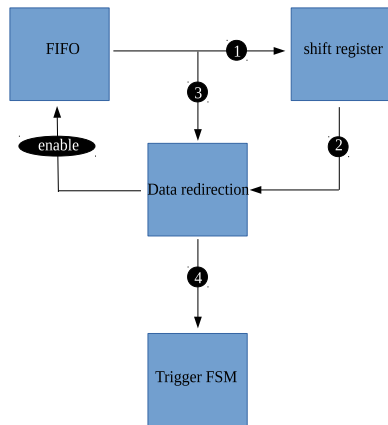 FIFO
1
shift register
3
enable
2
Data redirection
4
Trigger FSM